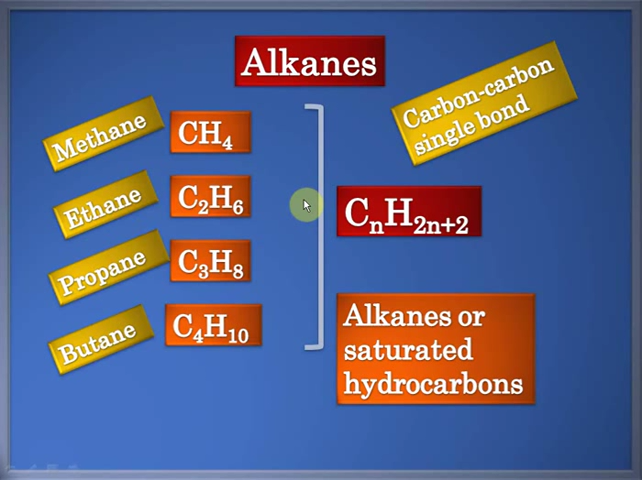 Alkanes
Carbon-carbon
single bond
Methane
CH₄
Ethane
C₂H₆
CₙH₂ₙ₊₂
Propane
C₃H₈
Butane
C₄H₁₀
Alkanes or
saturated
hydrocarbons